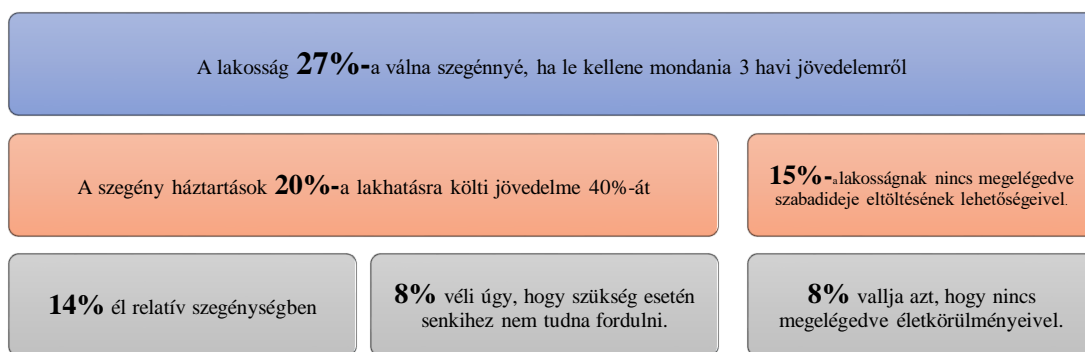 A lakosság 27%-a válna szegénnyé, ha le kellene mondania 3 havi jövedelemről
A szegény háztartások 20%-a lakhatásra költi jövedelme 40%-át
15%-a lakosságnak nincs megelégedve
szabadideje eltöltésének lehetőségeivel.
14% él relatív szegénységben
8% véli úgy, hogy szükség esetén
senkihez nem tudna fordulni.
8% vallja azt, hogy nincs
megelégedve életkörülményeivel.